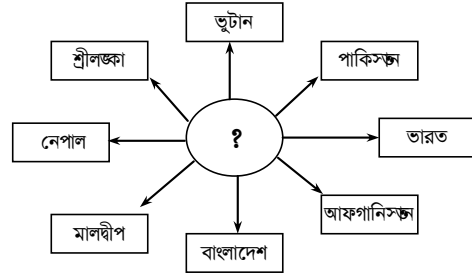 ভুটান
শ্রীলঙ্কা
পাকিস্তান
নেপাল
?
ভারত
মালদ্বীপ
আফগানিস্তান
বাংলাদেশ